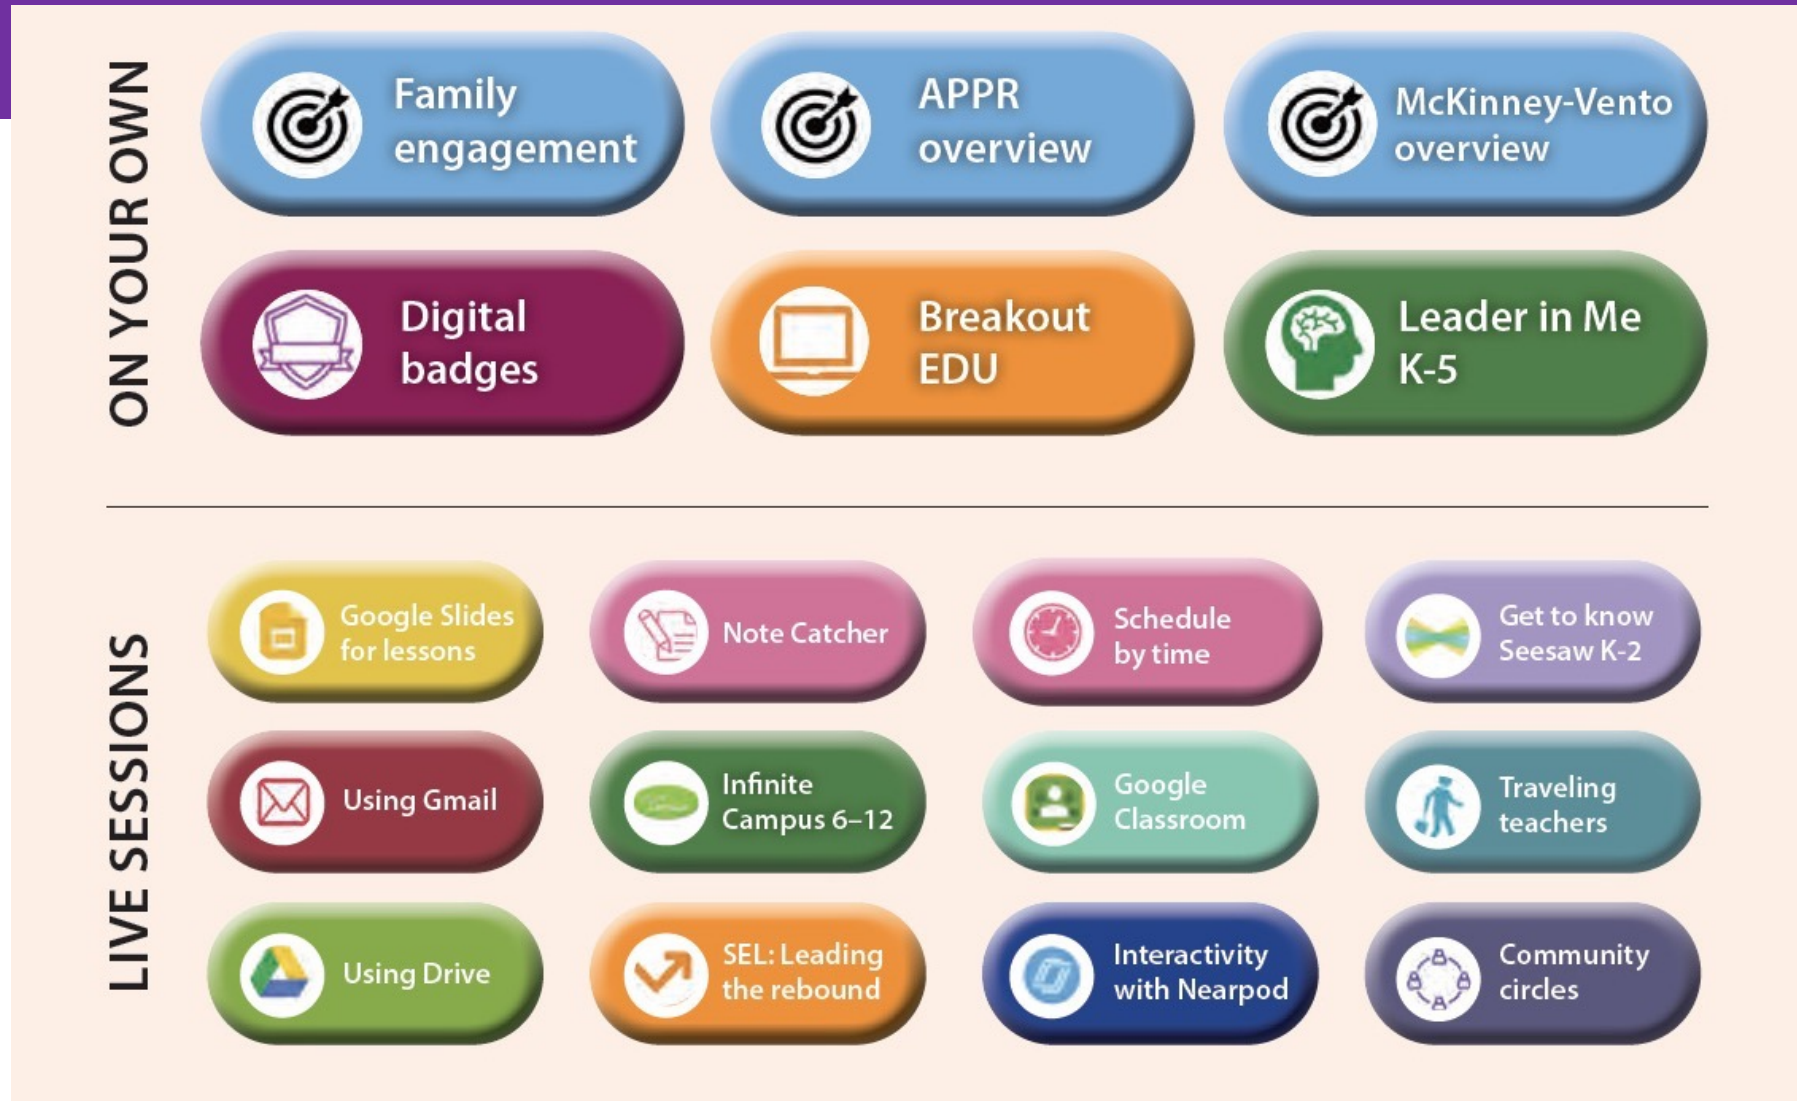 ON YOUR OWN
Family
engagement
APPR
overview
McKinney-Vento
overview
Digital
badges
Breakout
EDU
Leader in Me
K-5
LIVE SESSIONS
Google Slides
for lessons
Note Catcher
Schedule
by time
Get to know
Seesaw K-2
Using Gmail
Infinite
Campus 6–12
Google
Classroom
Traveling
teachers
Using Drive
SEL: Leading
the rebound
Interactivity
with Nearpod
Community
circles